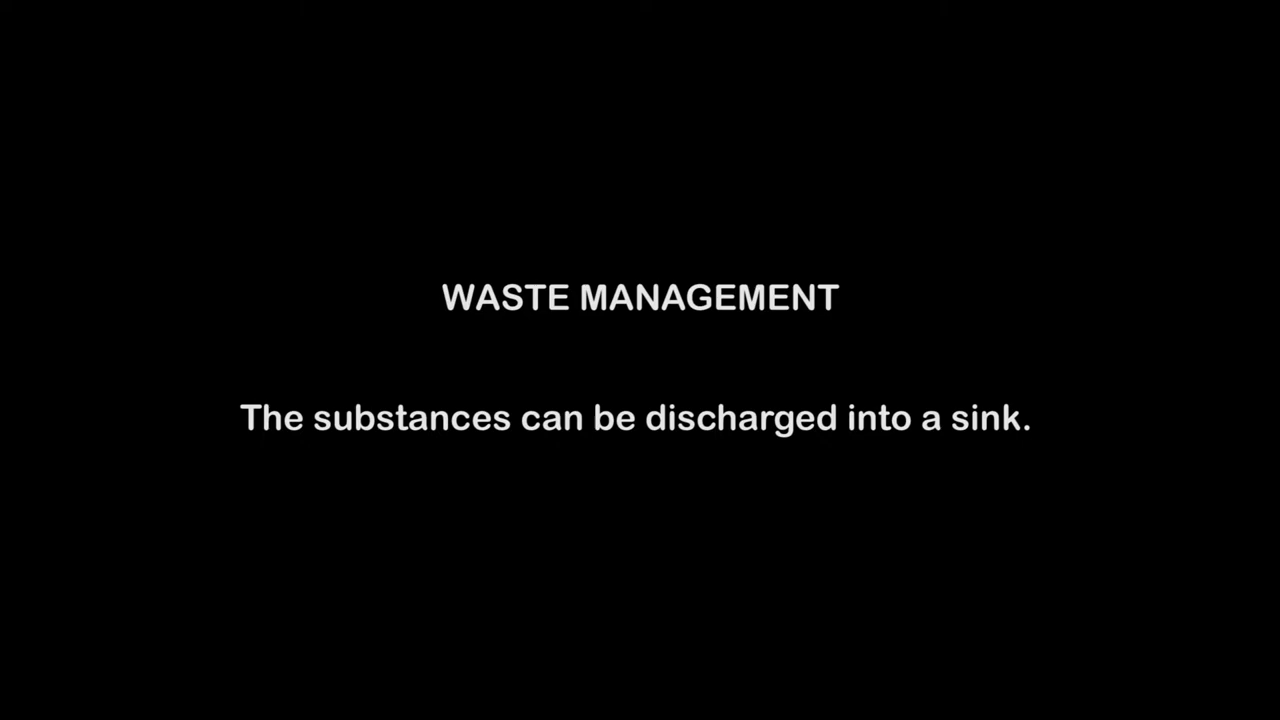 WASTE MANAGEMENT
The substances can be discharged into a sink.